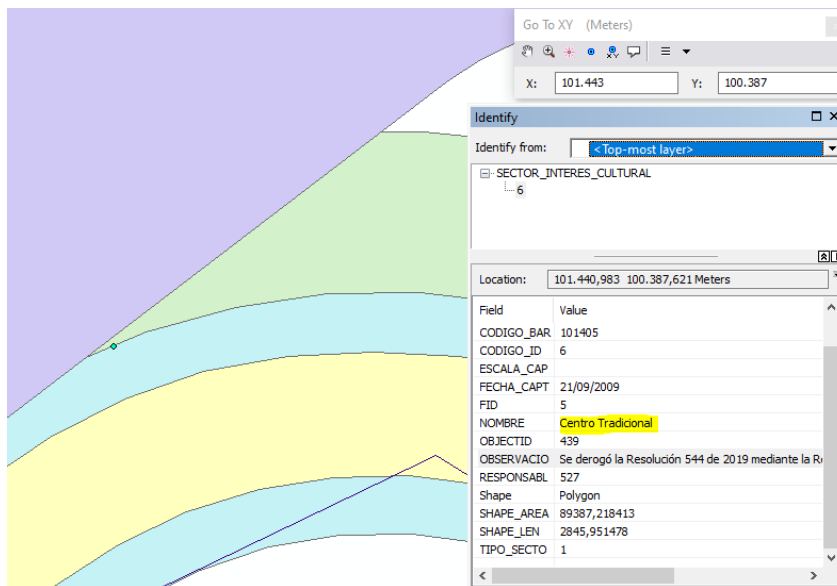 Go To XY (Meters)
X: 101.443 Y: 100.387
Identify
Identify from: <Top-most layer>
SECTOR_INTERES_CULTURAL
6
Location: 101.440,983 100.387,621 Meters
Field Value
CODIGO_BAR 101405
CODIGO_ID 6
ESCALA_CAP
FECHA_CAPT 21/09/2009
FID 5
NOMBRE Centro Tradicional
OBJECTID 439
OBSERVACIO Se derogó la Resolución 544 de 2019 mediante la R
RESPONSABL 527
Shape Polygon
SHAPE_AREA 89387,218413
SHAPE_LEN 2845,951478
TIPO_SECTO 1